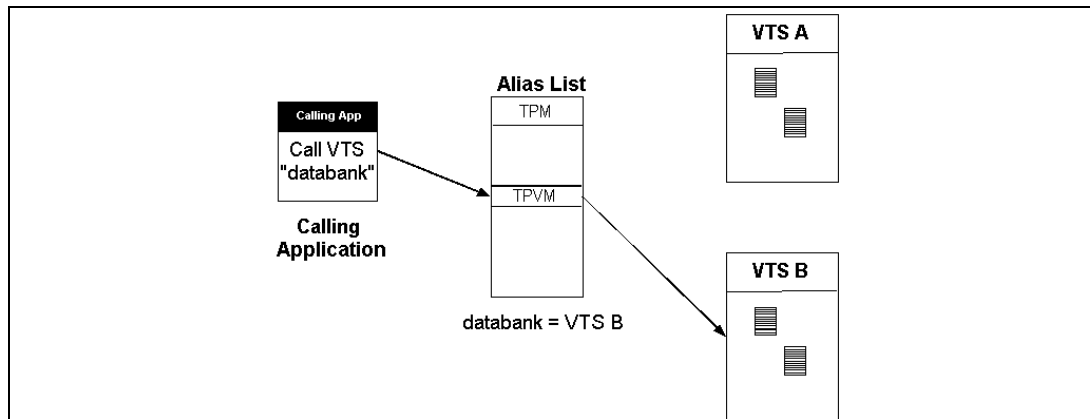 Calling App
Call VTS
"databank"
Calling
Application
Alias List
TPM
TPVM
databank = VTS B
VTS A
VTS B